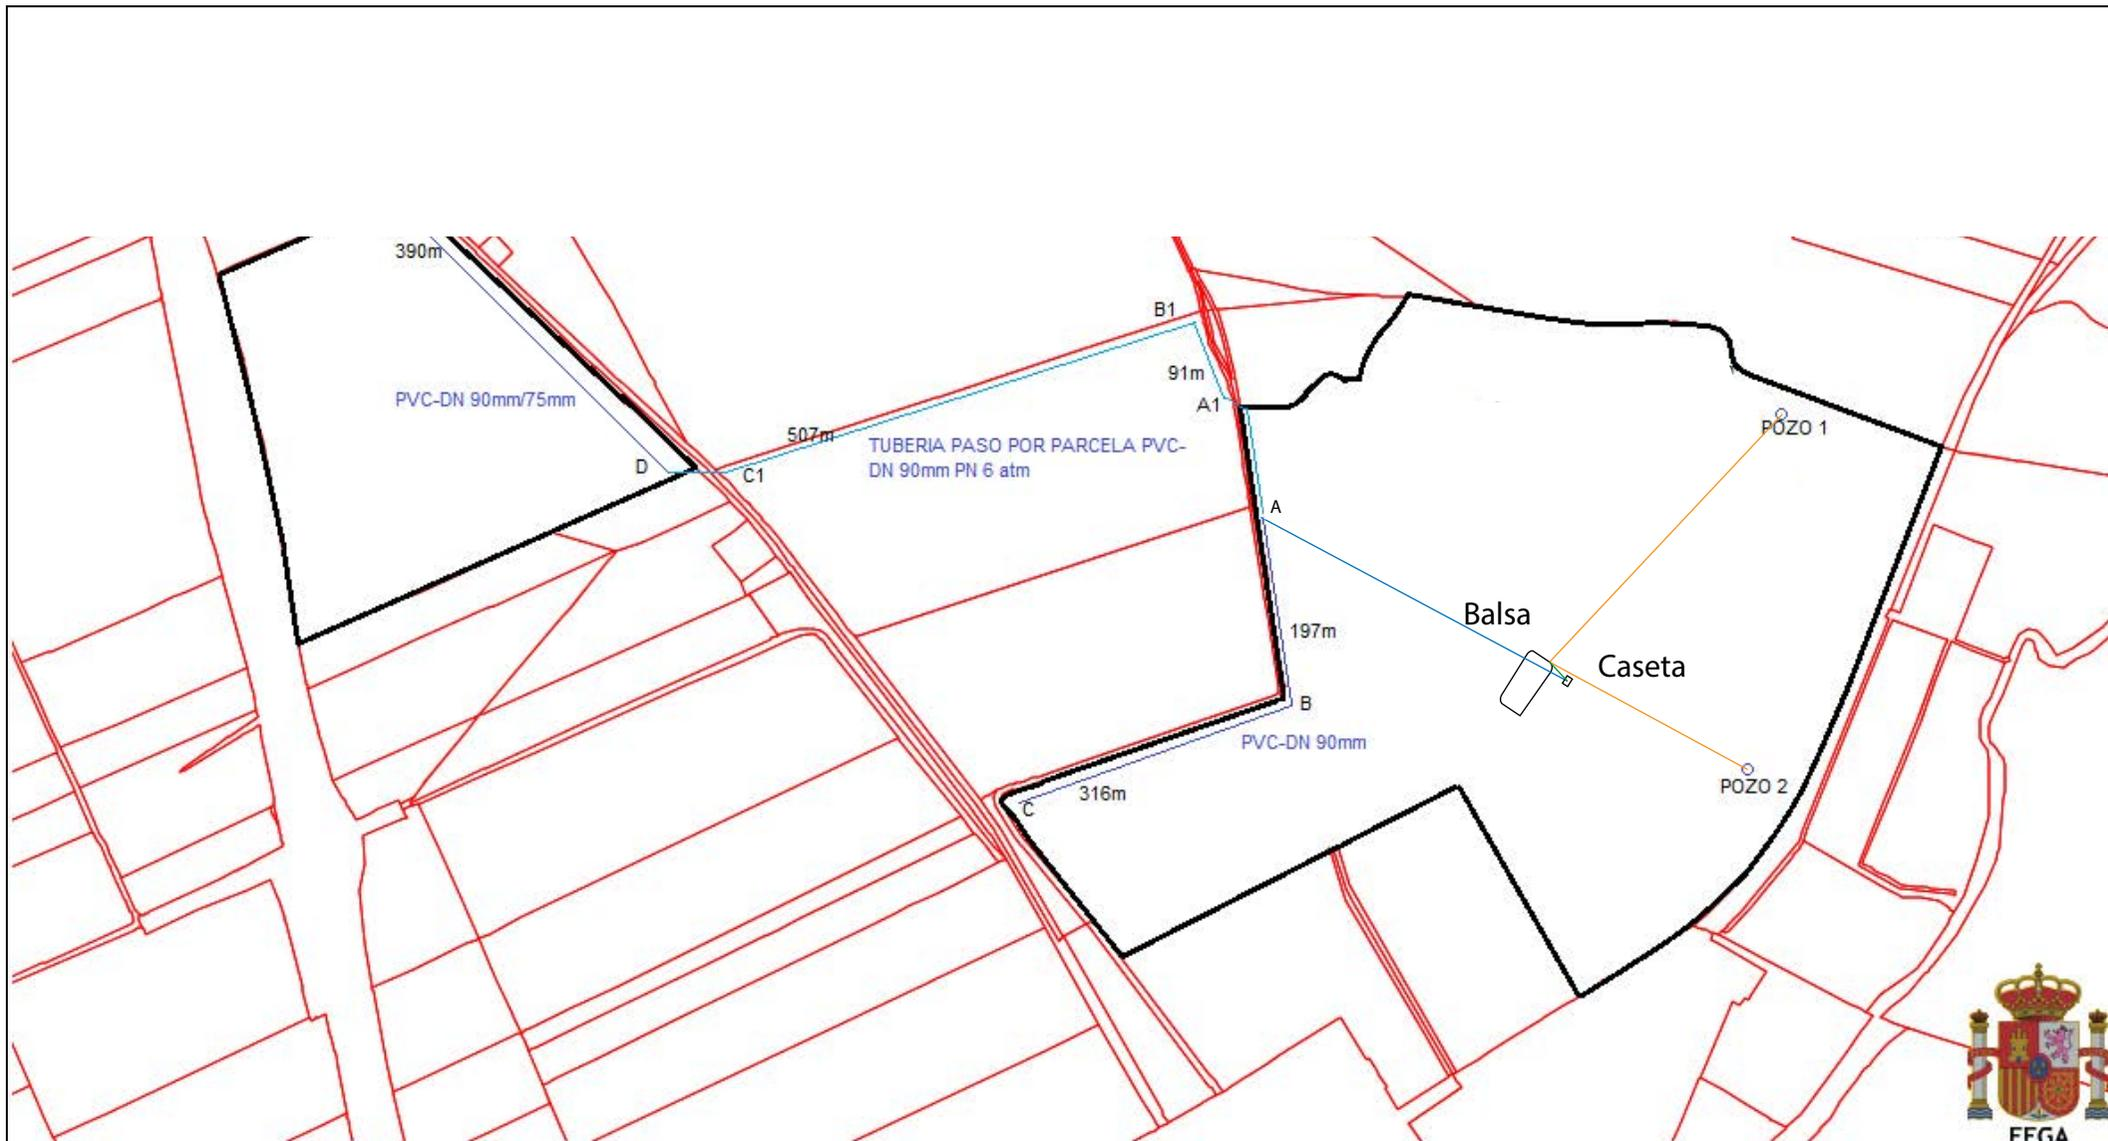 390m
B1
91m
PVC-DN 90mm/75mm
A1
POZO 1
507m
TUBERIA PASO POR PARCELA PVC-
DN 90mm PN 6 atm
D
C1
A
Balsa
197m
Caseta
B
PVC-DN 90mm
POZO 2
316m
C
FEGA